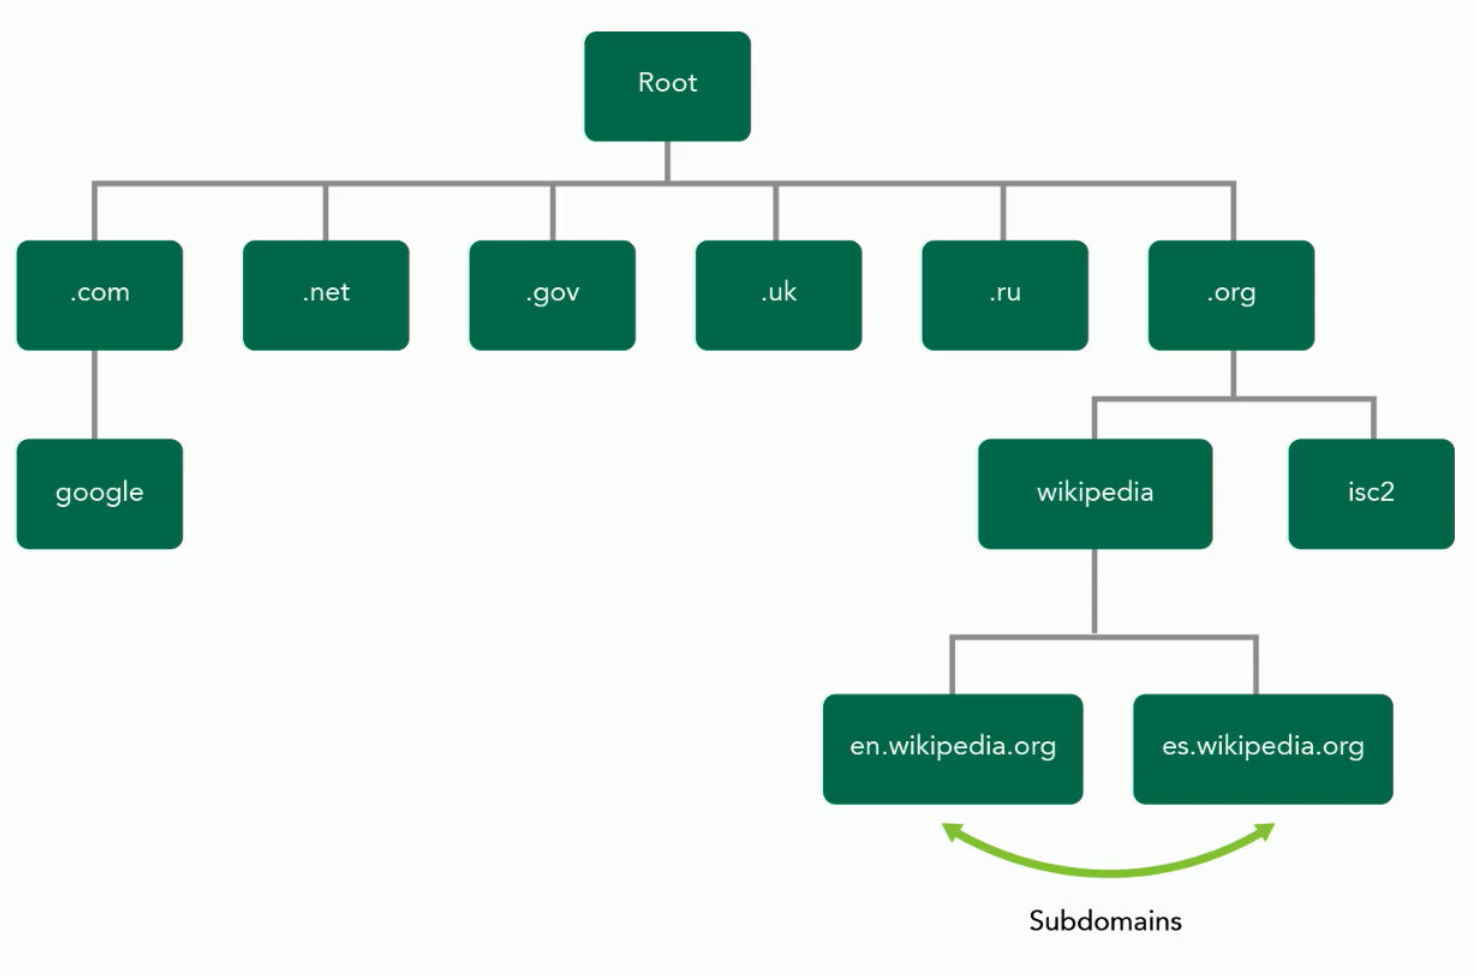 Root
.com
.net
.gov
.uk
.ru
.org
google
wikipedia
isc2
en.wikipedia.org
es.wikipedia.org
Subdomains